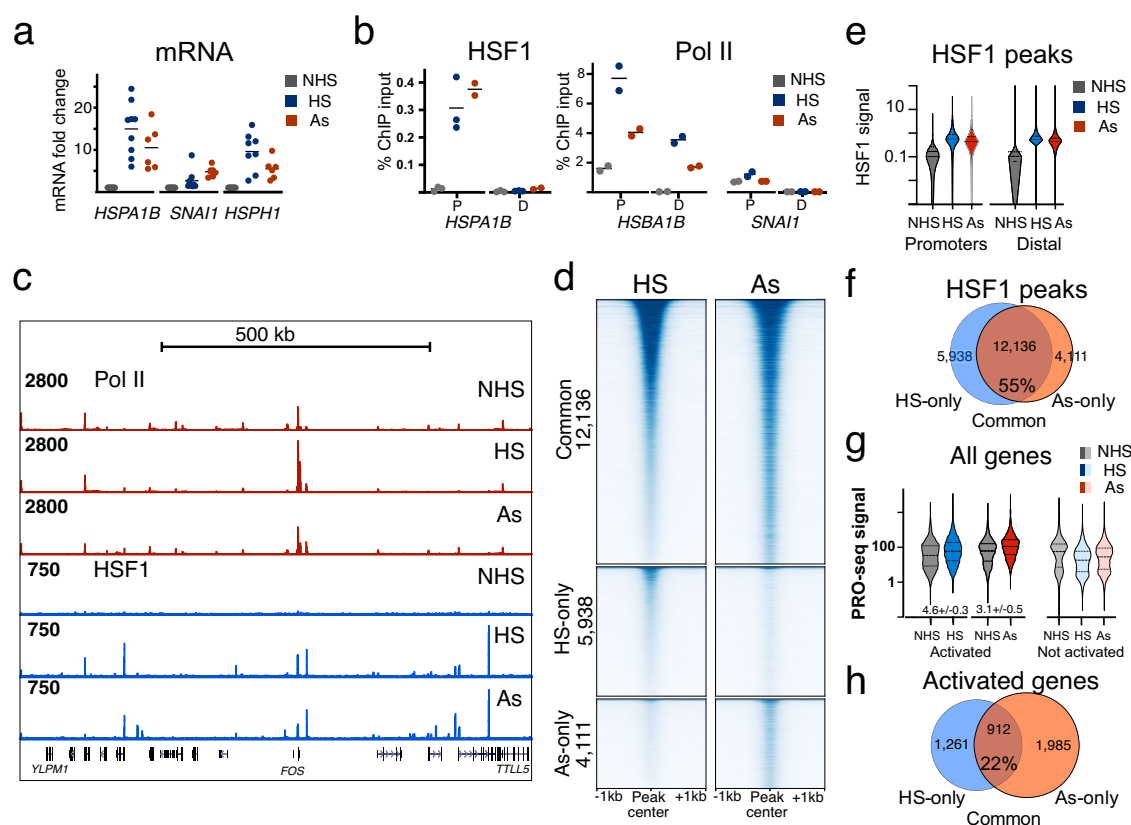 a
mRNA
mRNA fold change
20
10
NHS
HS
As
HSPA1B
SNAI1
HSPH1
b
HSF1
Pol II
% ChIP input
0.4
0.3
0.2
0.1
P
D
HSPA1B
% ChIP input
8
6
4
2
P
D
P
D
HSBA1B
SNAI1
NHS
HS
As
c
500 kb
2800
Pol II
NHS
2800
HS
2800
As
750
HSF1
NHS
750
HS
750
As
YLPM1
FOS
TTLL5
d
HS
As
Common
12,136
HS-only
5,938
As-only
4,111
-1kb
Peak
center
+1kb
-1kb
Peak
center
+1kb
e
HSF1 peaks
HSF1 signal
10
0.1
NHS
HS
As
NHS HS As
NHS HS As
Promoters
Distal
f
HSF1 peaks
5,938
12,136
4,111
55%
HS-only
As-only
Common
g
All genes
NHS
HS
As
PRO-seq signal
100
1
4.6+/-0.3
3.1+/-0.5
NHS HS
NHS As
NHS HS As
Activated
Not activated
h
Activated genes
1,261
912
1,985
22%
HS-only
As-only
Common